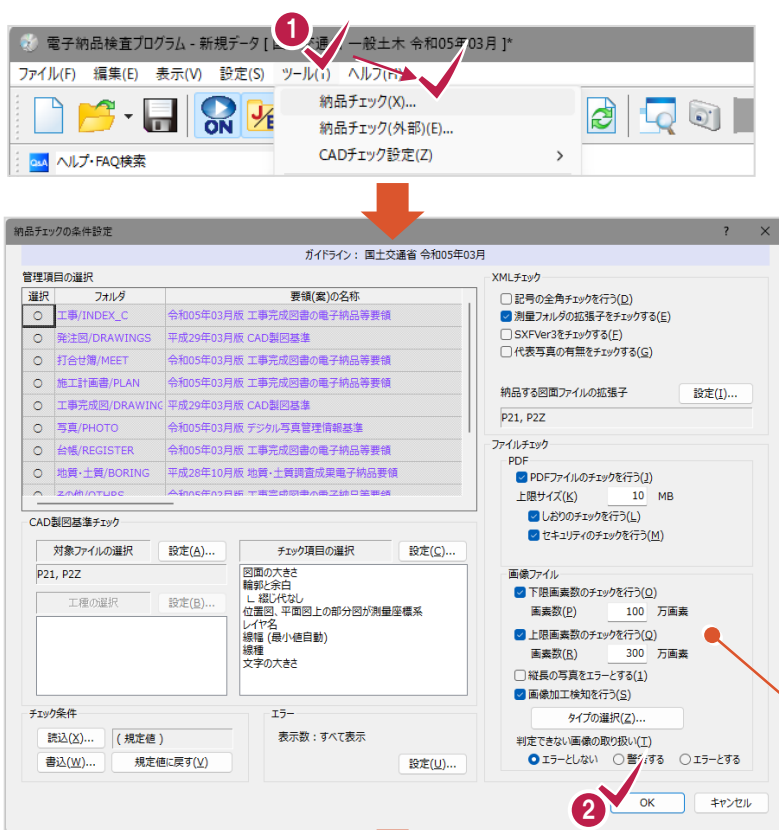 1
電子納品検査プログラム - 新規データ [ 国土交通省 一般土木 令和05年03月 ]*
ファイル(F) 編集(E) 表示(V) 設定(S) ツール(T) ヘルプ(H)
納品チェック(X)...
ON
納品チェック(外部)(E)...
CADチェック設定(Z)
Q&A ヘルプ・FAQ検索
納品チェックの条件設定
ガイドライン： 国土交通省 令和05年03月
管理項目の選択
選択 フォルダ 要領(案)の名称
○ 工事/INDEX_C 令和05年03月版 工事完成図書の電子納品等要領
○ 発注図/DRAWINGS 平成29年03月版 CAD製図基準
○ 打合せ簿/MEET 令和05年03月版 工事完成図書の電子納品等要領
○ 施工計画書/PLAN 令和05年03月版 工事完成図書の電子納品等要領
○ 工事完成図/DRAWINC 平成29年03月版 CAD製図基準
○ 写真/PHOTO 令和05年03月版 デジタル写真管理情報基準
○ 台帳/REGISTER 令和05年03月版 工事完成図書の電子納品等要領
○ 地質・土質/BORING 平成28年10月版 地質・土質調査成果電子納品要領
○ その他/OTHRS 令和05年03月版 工事完成図書の電子納品等要領
CAD製図基準チェック
対象ファイルの選択 設定(A)...
P21, P2Z
工種の選択 設定(B)...
チェック項目の選択 設定(C)...
図面の大きさ
輪郭と余白
∟ 綴じ代なし
位置図、平面図上の部分図が測量座標系
レイヤ名
線幅 (最小値自動)
線種
文字の大きさ
チェック条件
読込(X)... ( 規定値 )
書込(W)... 規定値に戻す(V)
エラー
表示数：すべて表示
設定(U)...
XMLチェック
記号の全角チェックを行う(D)
測量フォルダの拡張子をチェックする(E)
SXFVer3をチェックする(F)
代表写真の有無をチェックする(G)
納品する図面ファイルの拡張子 設定(I)...
P21, P2Z
ファイルチェック
PDF
PDFファイルのチェックを行う(J)
上限サイズ(K) 10 MB
しおりのチェックを行う(L)
セキュリティのチェックを行う(M)
画像ファイル
下限画素数のチェックを行う(O)
画素数(P) 100 万画素
上限画素数のチェックを行う(Q)
画素数(R) 300 万画素
縦長の写真をエラーとする(1)
画像加工検知を行う(S)
タイプの選択(Z)...
判定できない画像の取り扱い(T)
エラーとしない 警告する エラーとする
2
OK キャンセル